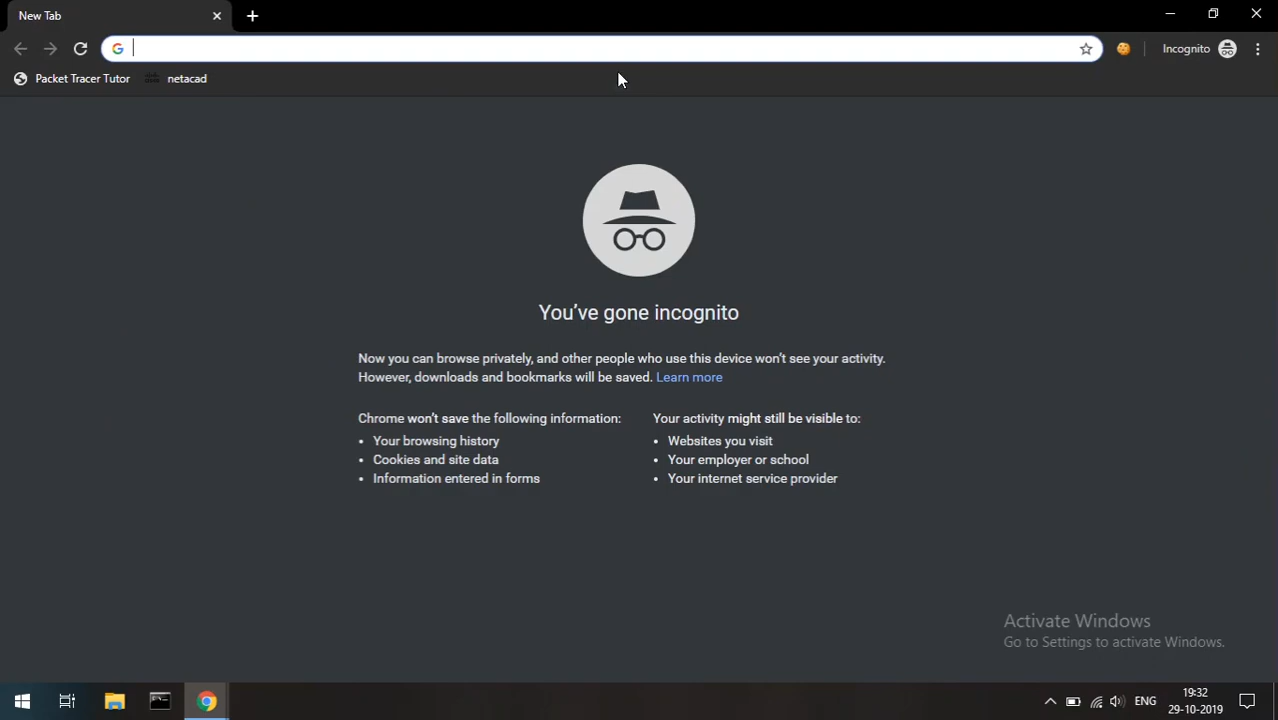 New Tab
Incognito
Packet Tracer Tutor
netacad
You've gone incognito
Now you can browse privately, and other people who use this device won't see your activity.
However, downloads and bookmarks will be saved. Learn more
Chrome won't save the following information:
Your browsing history
Cookies and site data
Information entered in forms
Your activity might still be visible to:
Websites you visit
Your employer or school
Your internet service provider
Activate Windows
Go to Settings to activate Windows.
ENG
19:32
29-10-2019